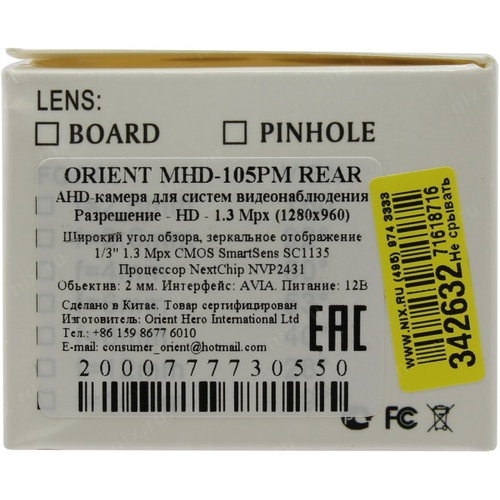 LENS:
BOARD
PINHOLE
ORIENT MHD-105PM REAR
AHD-камера для систем видеонаблюдения
Разрешение - HD - 1.3 Mpx (1280x960)
Широкий угол обзора, зеркальное отображение
1/3" 1.3 Mpx CMOS SmartSens SC1135
Процессор NextChip NVP2431
Объектив: 2 мм. Интерфейс: AVIA. Питание: 12В
Сделано в Китае. Товар сертифицирован
Изготовитель: Orient Hero International Ltd
Тел.: +86 159 8677 6010
E-mail: consumer_orient@hotmail.com
EAC
2000777730550
WWW.NIX.RU (495) 974 3333
342632
71618716
Не срывать
FC